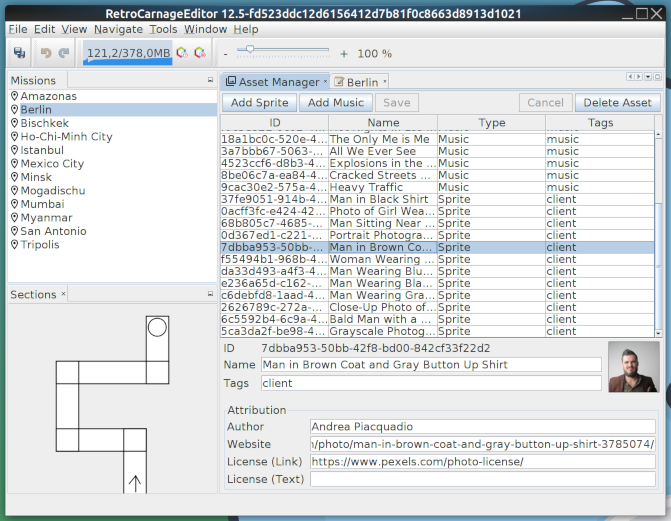 RetroCarnageEditor 12.5-fd523ddc12d6156412d7b81f0c8663d8913d1021
File Edit View Navigate Tools Window Help
121,2/378,0MB - + 100 %
Missions
Amazonas
Berlin
Bischkek
Ho-Chi-Minh City
Istanbul
Mexico City
Minsk
Mogadischu
Mumbai
Myanmar
San Antonio
Tripolis
Sections ×
Asset Manager × Berlin ×
Add Sprite Add Music Save Cancel Delete Asset
ID Name Type Tags
18a1bc0c-520e-4... The Only Me is Me Music music
3a7bbb67-5063-... All We Ever See Music music
4523ccf6-d8b3-4... Explosions in the ... Music music
8be06c7a-ea84-4... Cracked Streets ... Music music
9cac30e2-575a-4... Heavy Traffic Music music
37fe9051-914b-4... Man in Black Shirt Sprite client
0acff3fc-e424-42... Photo of Girl Wea... Sprite client
68b805c7-4685-... Man Sitting Near ... Sprite client
0d367ed1-c221-... Portrait Photogra... Sprite client
7dbba953-50bb-... Man in Brown Co... Sprite client
f55494b1-968b-4... Woman Wearing ... Sprite client
da33d493-a4f3-4... Man Wearing Blu... Sprite client
e236a65d-c162-... Man Wearing Bla... Sprite client
c6debfd8-1aad-4... Man Wearing Gra... Sprite client
2626789c-272a-... Close-Up Photo of... Sprite client
6c5592b4-6c9a-4... Bald Man with a ... Sprite client
5ca3da2f-be98-4... Grayscale Photog... Sprite client
ID 7dbba953-50bb-42f8-bd00-842cf33f22d2
Name Man in Brown Coat and Gray Button Up Shirt
Tags client
Attribution
Author Andrea Piacquadio
Website /photo/man-in-brown-coat-and-gray-button-up-shirt-3785074/
License (Link) https://www.pexels.com/photo-license/
License (Text)